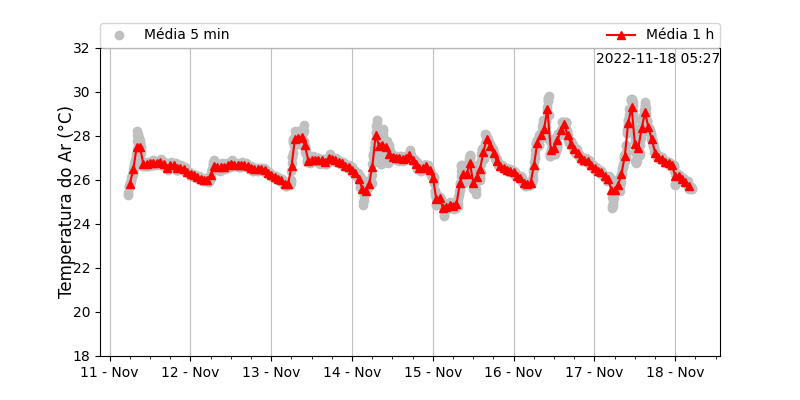 Média 5 min
Média 1 h
2022-11-18 05:27
Temperatura do Ar (°C)
32
30
28
26
24
22
20
18
11 - Nov
12 - Nov
13 - Nov
14 - Nov
15 - Nov
16 - Nov
17 - Nov
18 - Nov